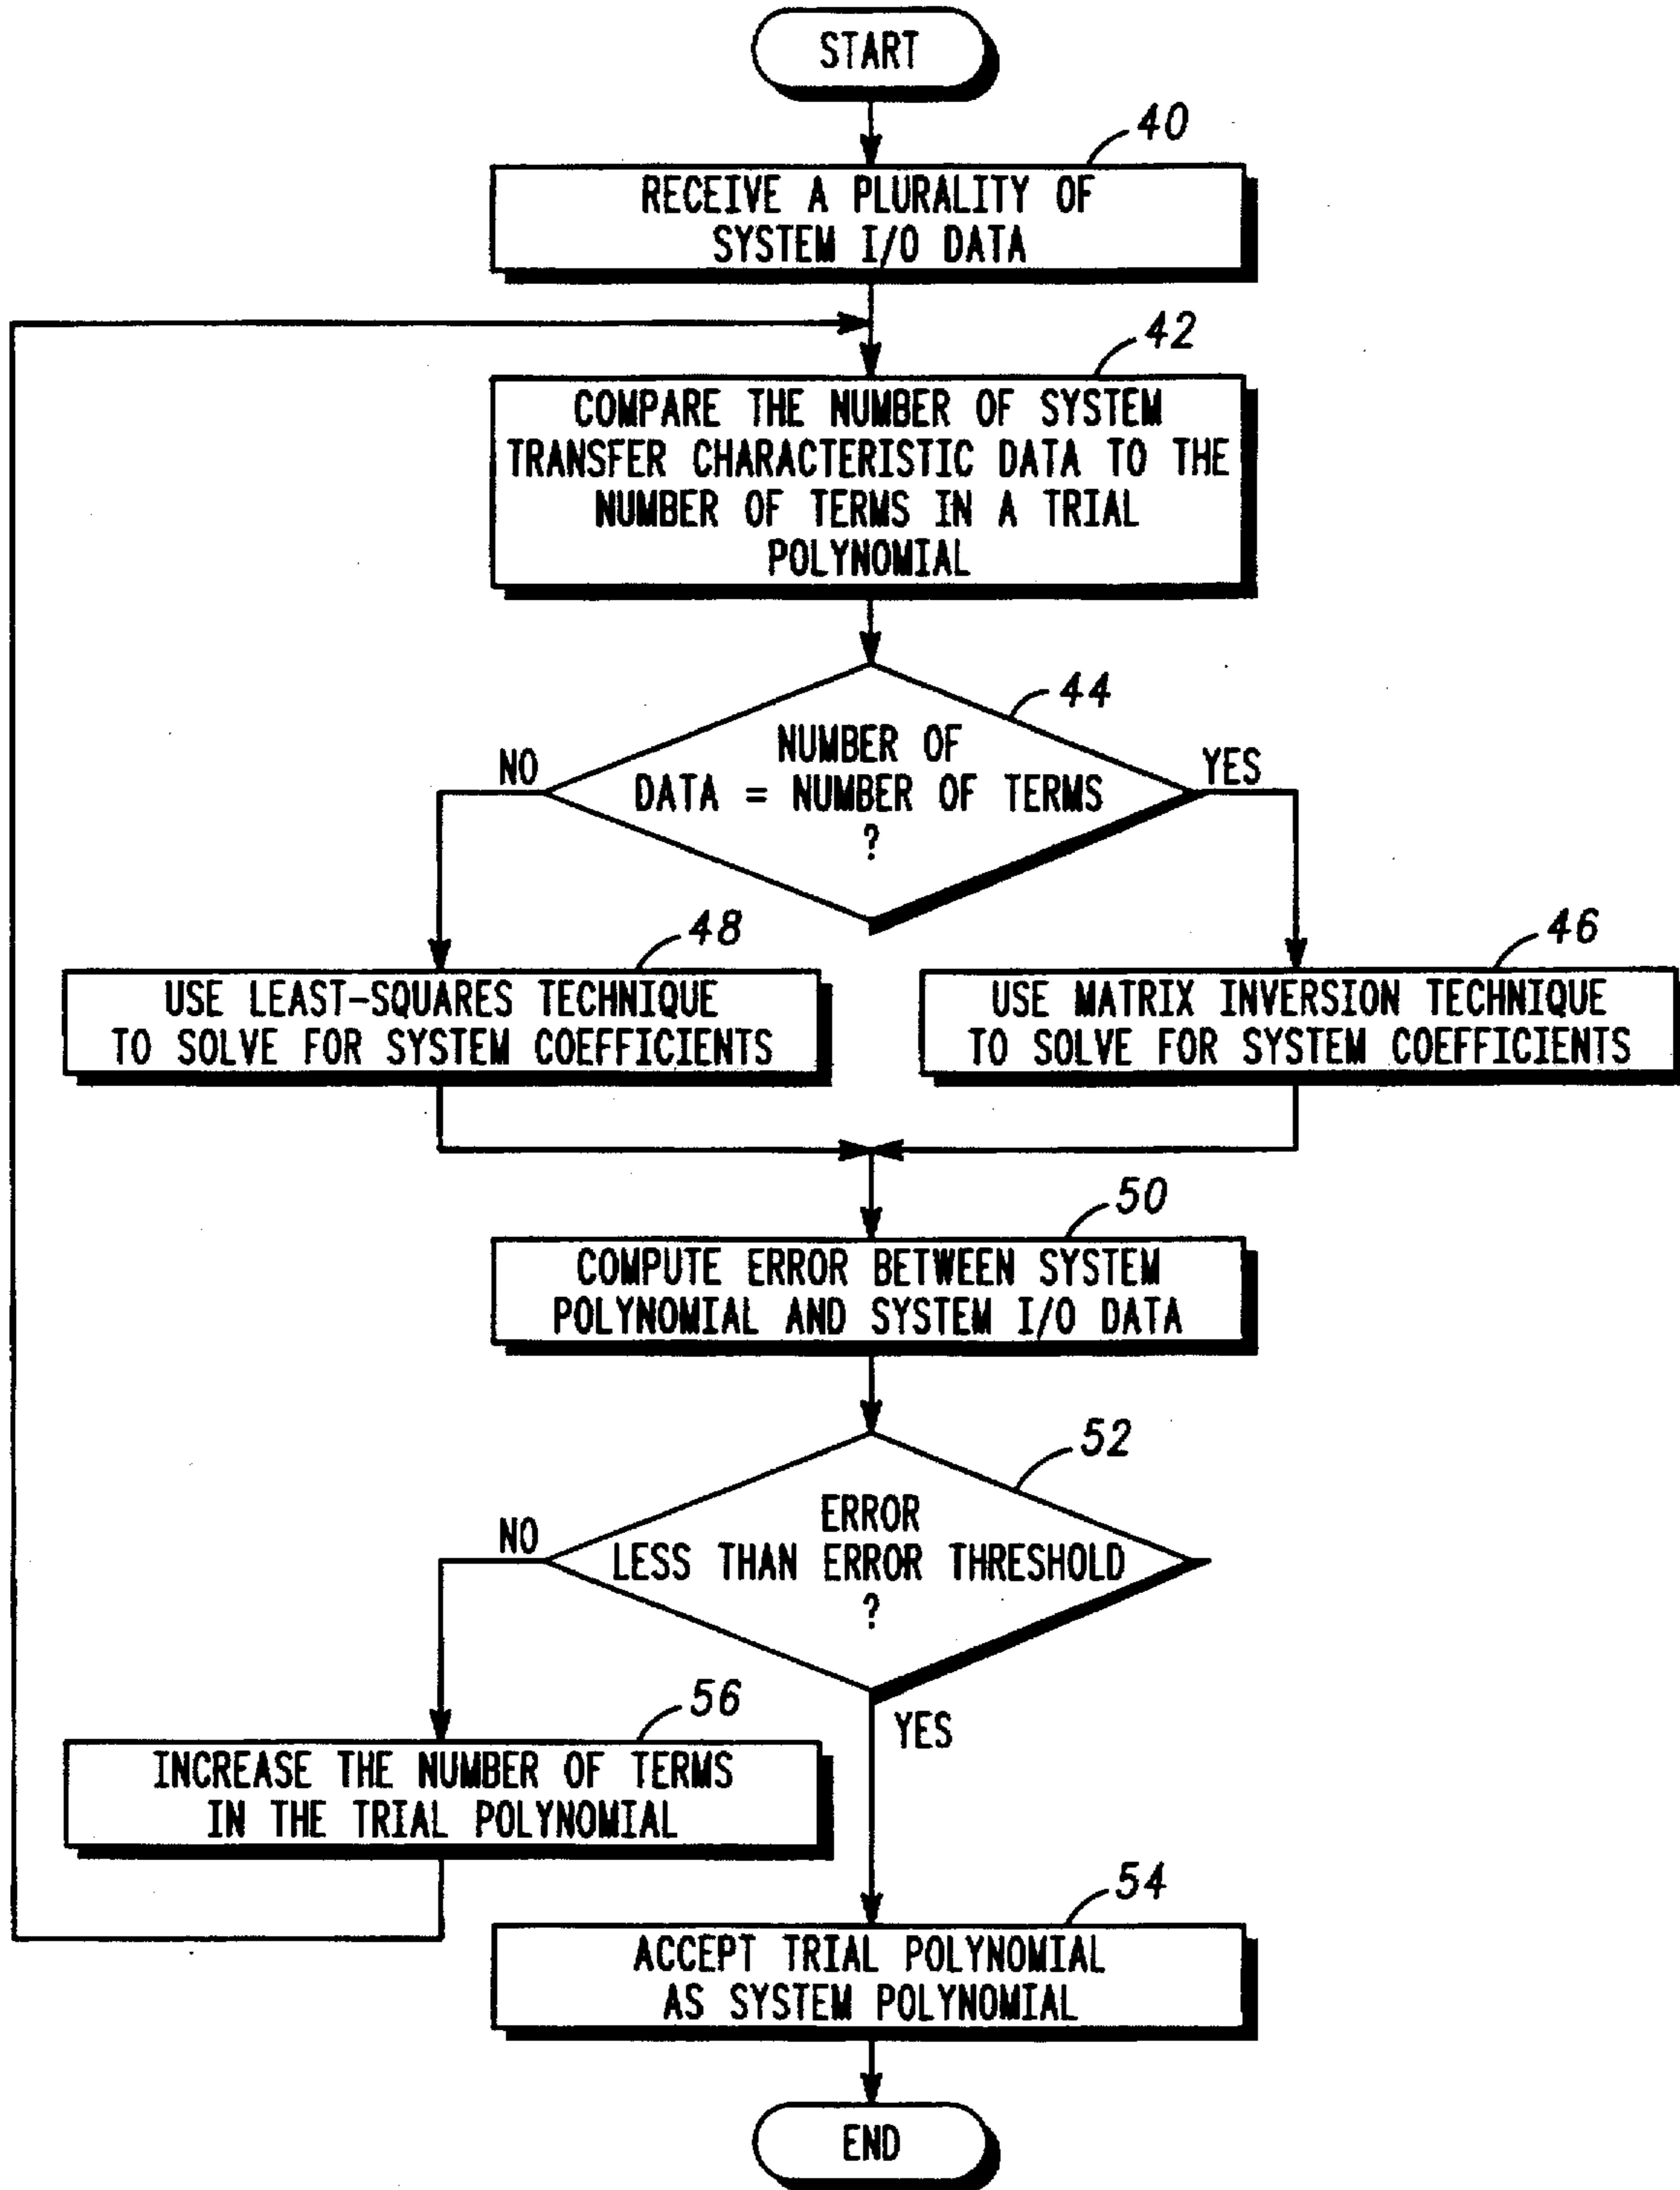 START
40
RECEIVE A PLURALITY OF
SYSTEM I/O DATA
42
COMPARE THE NUMBER OF SYSTEM
TRANSFER CHARACTERISTIC DATA TO THE
NUMBER OF TERMS IN A TRIAL
POLYNOMIAL
44
NUMBER OF
DATA = NUMBER OF TERMS
?
NO
YES
48
USE LEAST-SQUARES TECHNIQUE
TO SOLVE FOR SYSTEM COEFFICIENTS
46
USE MATRIX INVERSION TECHNIQUE
TO SOLVE FOR SYSTEM COEFFICIENTS
50
COMPUTE ERROR BETWEEN SYSTEM
POLYNOMIAL AND SYSTEM I/O DATA
52
ERROR
LESS THAN ERROR THRESHOLD
?
NO
YES
56
INCREASE THE NUMBER OF TERMS
IN THE TRIAL POLYNOMIAL
54
ACCEPT TRIAL POLYNOMIAL
AS SYSTEM POLYNOMIAL
END